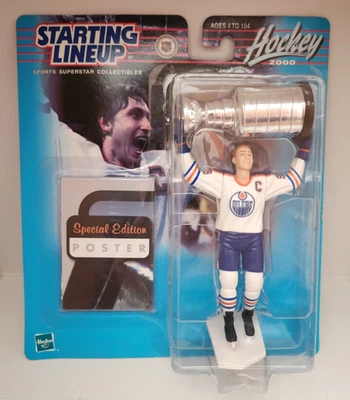 STARTING
LINEUP
SPORTS SUPERSTAR COLLECTIBLES
AGES 4 TO 104
Hockey
2000
Special Edition
POSTER
C
OILERS
Hasbro